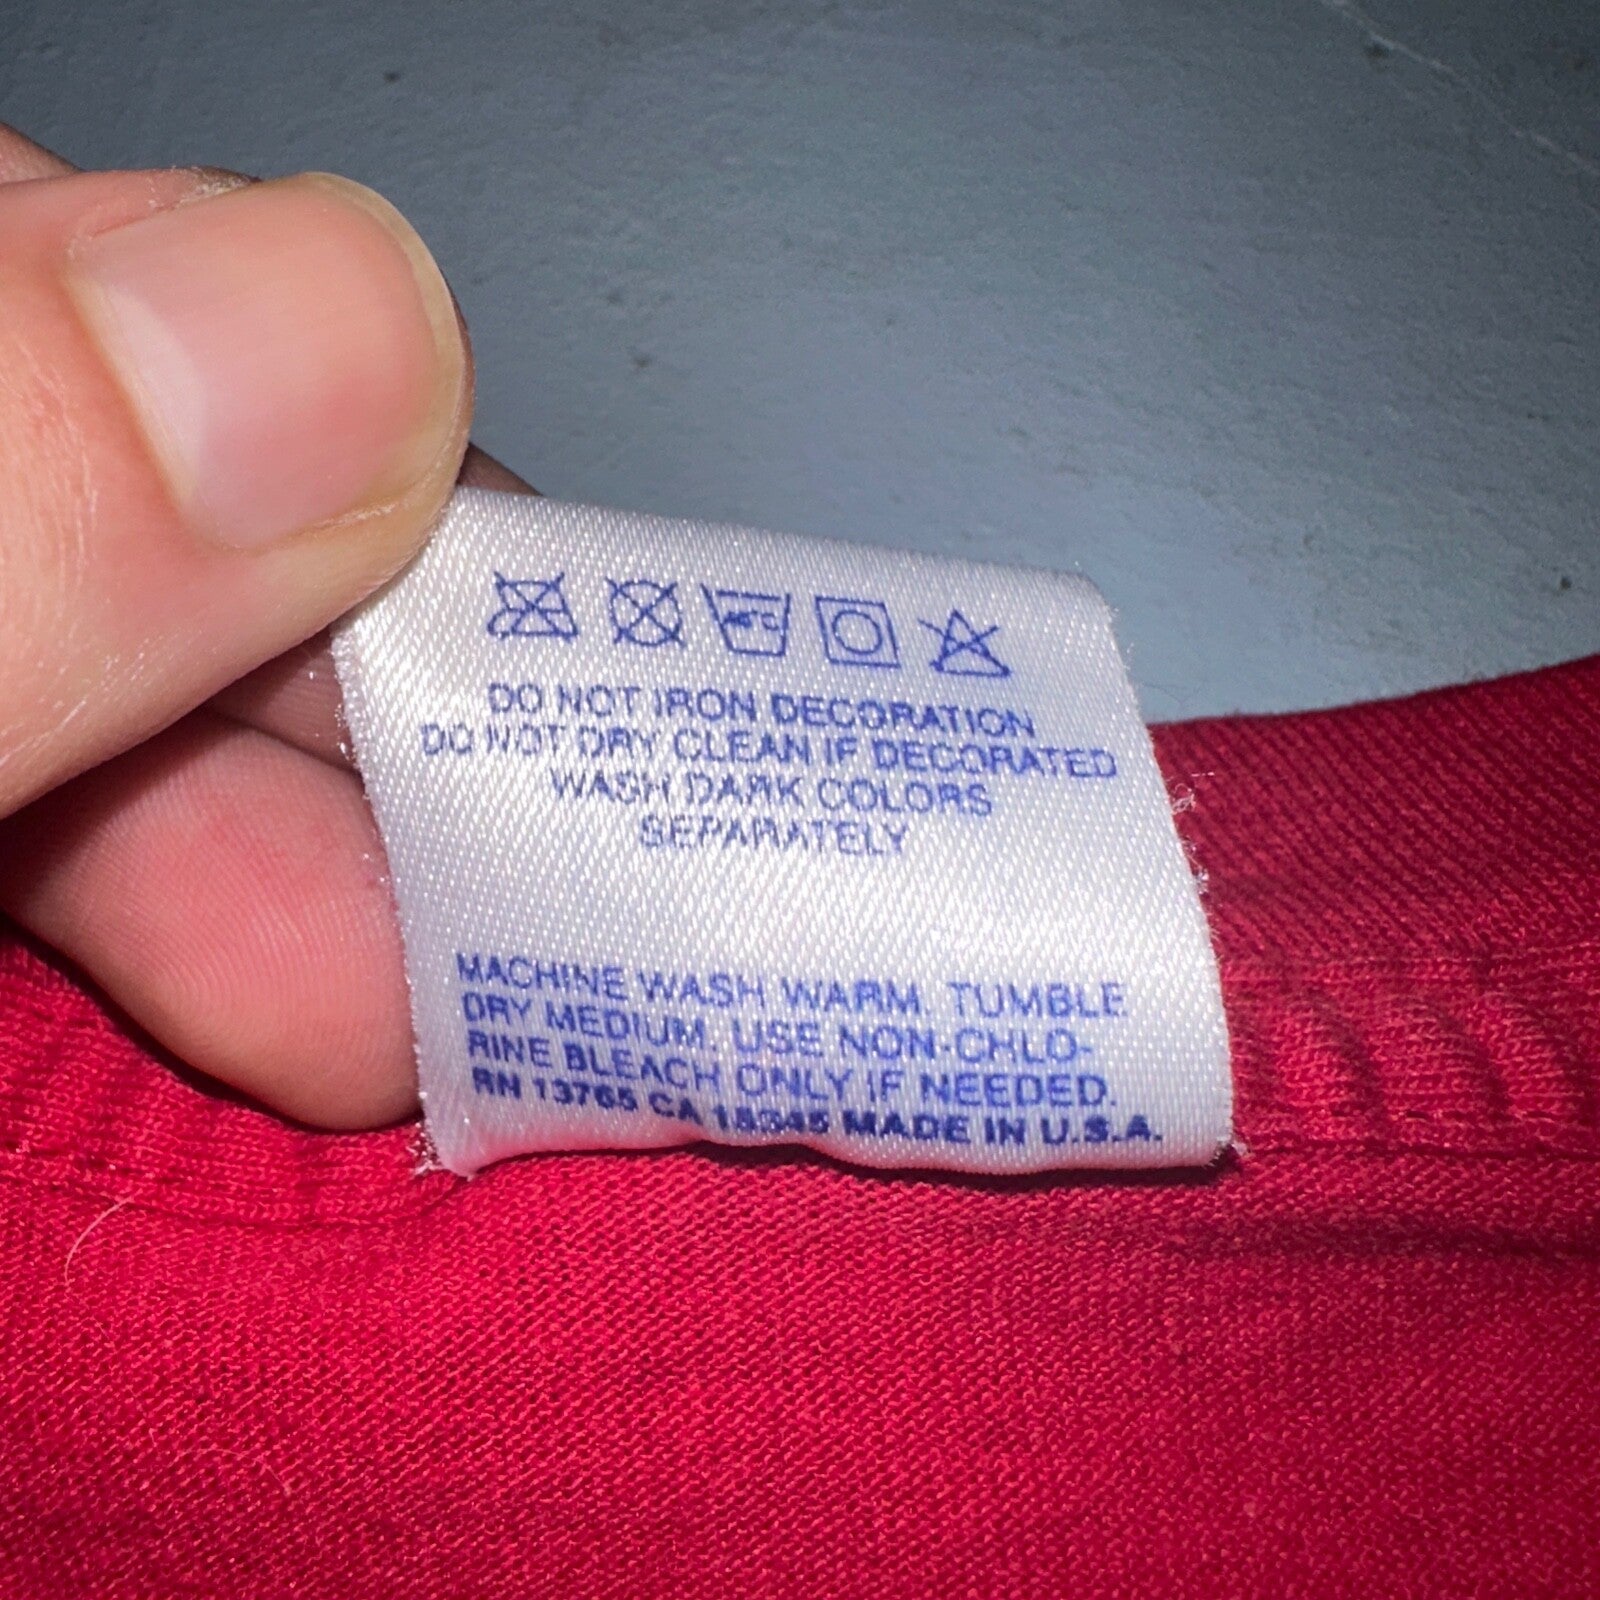 40°C
DO NOT IRON DECORATION
DO NOT DRY CLEAN IF DECORATED
WASH DARK COLORS
SEPARATELY
MACHINE WASH WARM. TUMBLE
DRY MEDIUM. USE NON-CHLO-
RINE BLEACH ONLY IF NEEDED.
RN 13765 CA MADE IN U.S.A.